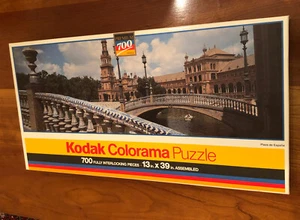 700
Plaza de España
Kodak Colorama Puzzle
700 FULLY INTERLOCKING PIECES 13 IN. x 39 IN. ASSEMBLED